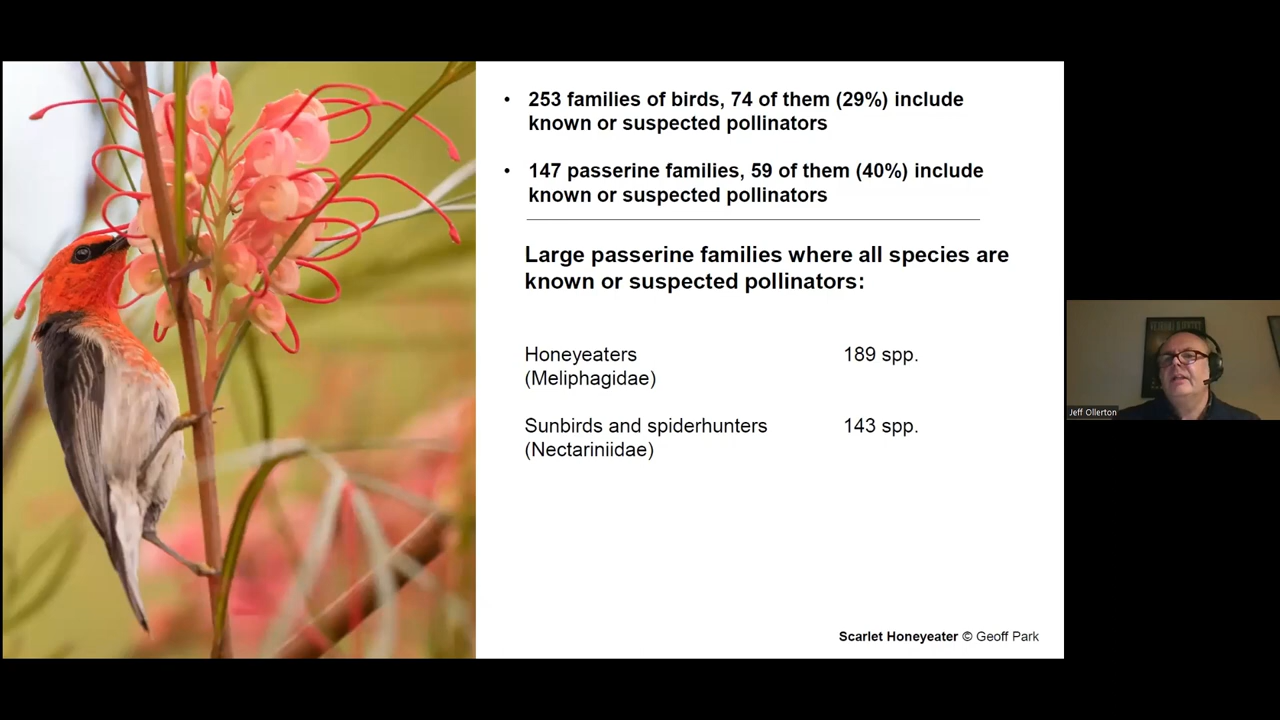 • 253 families of birds, 74 of them (29%) include
known or suspected pollinators
• 147 passerine families, 59 of them (40%) include
known or suspected pollinators
Large passerine families where all species are
known or suspected pollinators:
Honeyeaters 189 spp.
(Meliphagidae)
Sunbirds and spiderhunters 143 spp.
(Nectariniidae)
Scarlet Honeyeater © Geoff Park
Jeff Ollerton